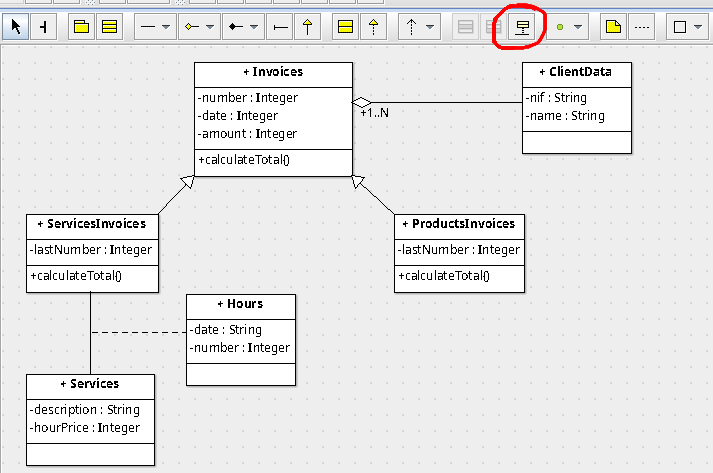 + Invoices
-number : Integer
-date : Integer
-amount : Integer
+calculateTotal()
+ ClientData
-nif : String
-name : String
+1..N
+ ServicesInvoices
-lastNumber : Integer
+calculateTotal()
+ ProductsInvoices
-lastNumber : Integer
+calculateTotal()
+ Hours
-date : String
-number : Integer
+ Services
-description : String
-hourPrice : Integer